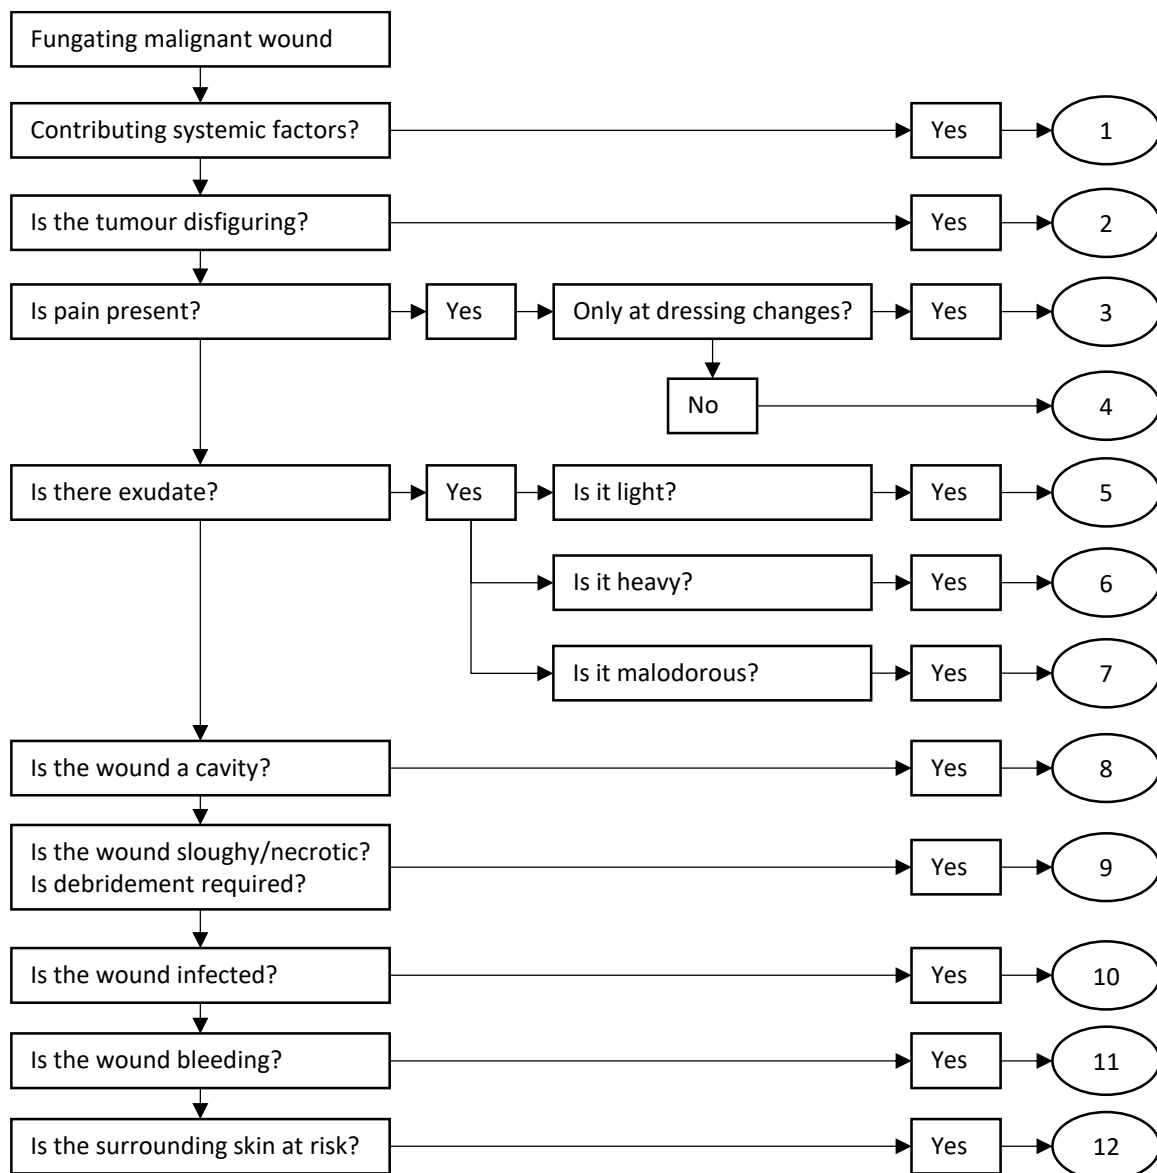 Fungating malignant wound
Contributing systemic factors?
Yes
1
Is the tumour disfiguring?
Yes
2
Is pain present?
Yes
Only at dressing changes?
Yes
3
No
4
Is there exudate?
Yes
Is it light?
Yes
5
Is it heavy?
Yes
6
Is it malodorous?
Yes
7
Is the wound a cavity?
Yes
8
Is the wound sloughy/necrotic?
Is debridement required?
Yes
9
Is the wound infected?
Yes
10
Is the wound bleeding?
Yes
11
Is the surrounding skin at risk?
Yes
12